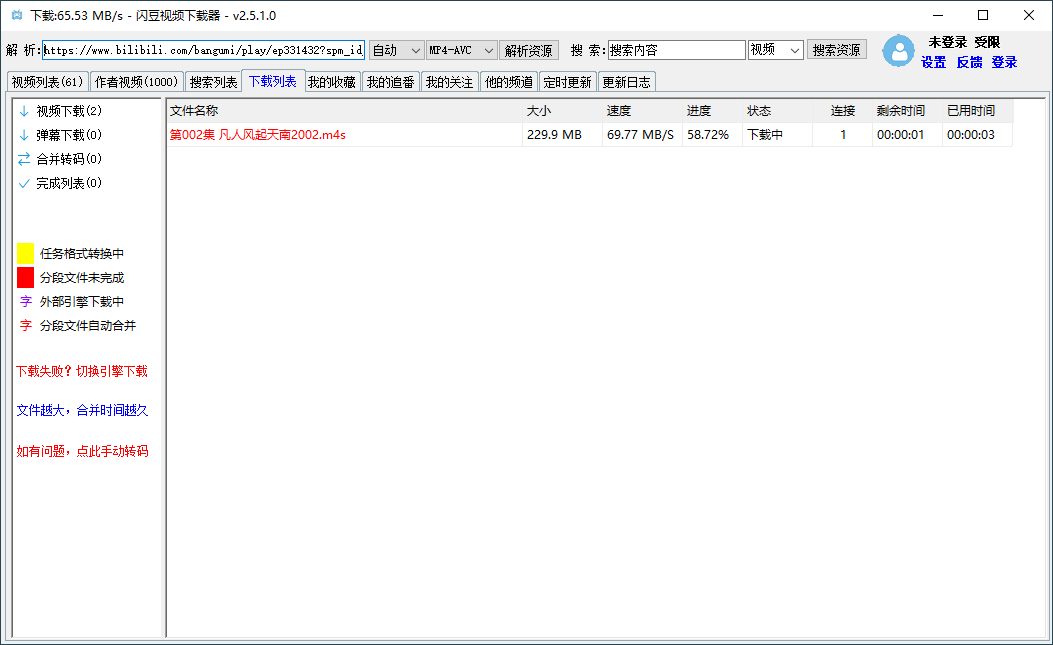 下载:65.53 MB/s - 闪豆视频下载器 - v2.5.1.0
解 析: https://www.bilibili.com/bangumi/play/ep331432?spm_id 自动 MP4-AVC 解析资源 搜 索: 搜索内容 视频 搜索资源 未登录 受限
设置 反馈 登录
视频列表(61) 作者视频(1000) 搜索列表 下载列表 我的收藏 我的追番 我的关注 他的频道 定时更新 更新日志
视频下载(2)
弹幕下载(0)
合并转码(0)
完成列表(0)
任务格式转换中
分段文件未完成
字 外部引擎下载中
字 分段文件自动合并
下载失败？切换引擎下载
文件越大，合并时间越久
如有问题，点此手动转码
文件名称 大小 速度 进度 状态 连接 剩余时间 已用时间
第002集 凡人风起天南2002.m4s 229.9 MB 69.77 MB/S 58.72% 下载中 1 00:00:01 00:00:03